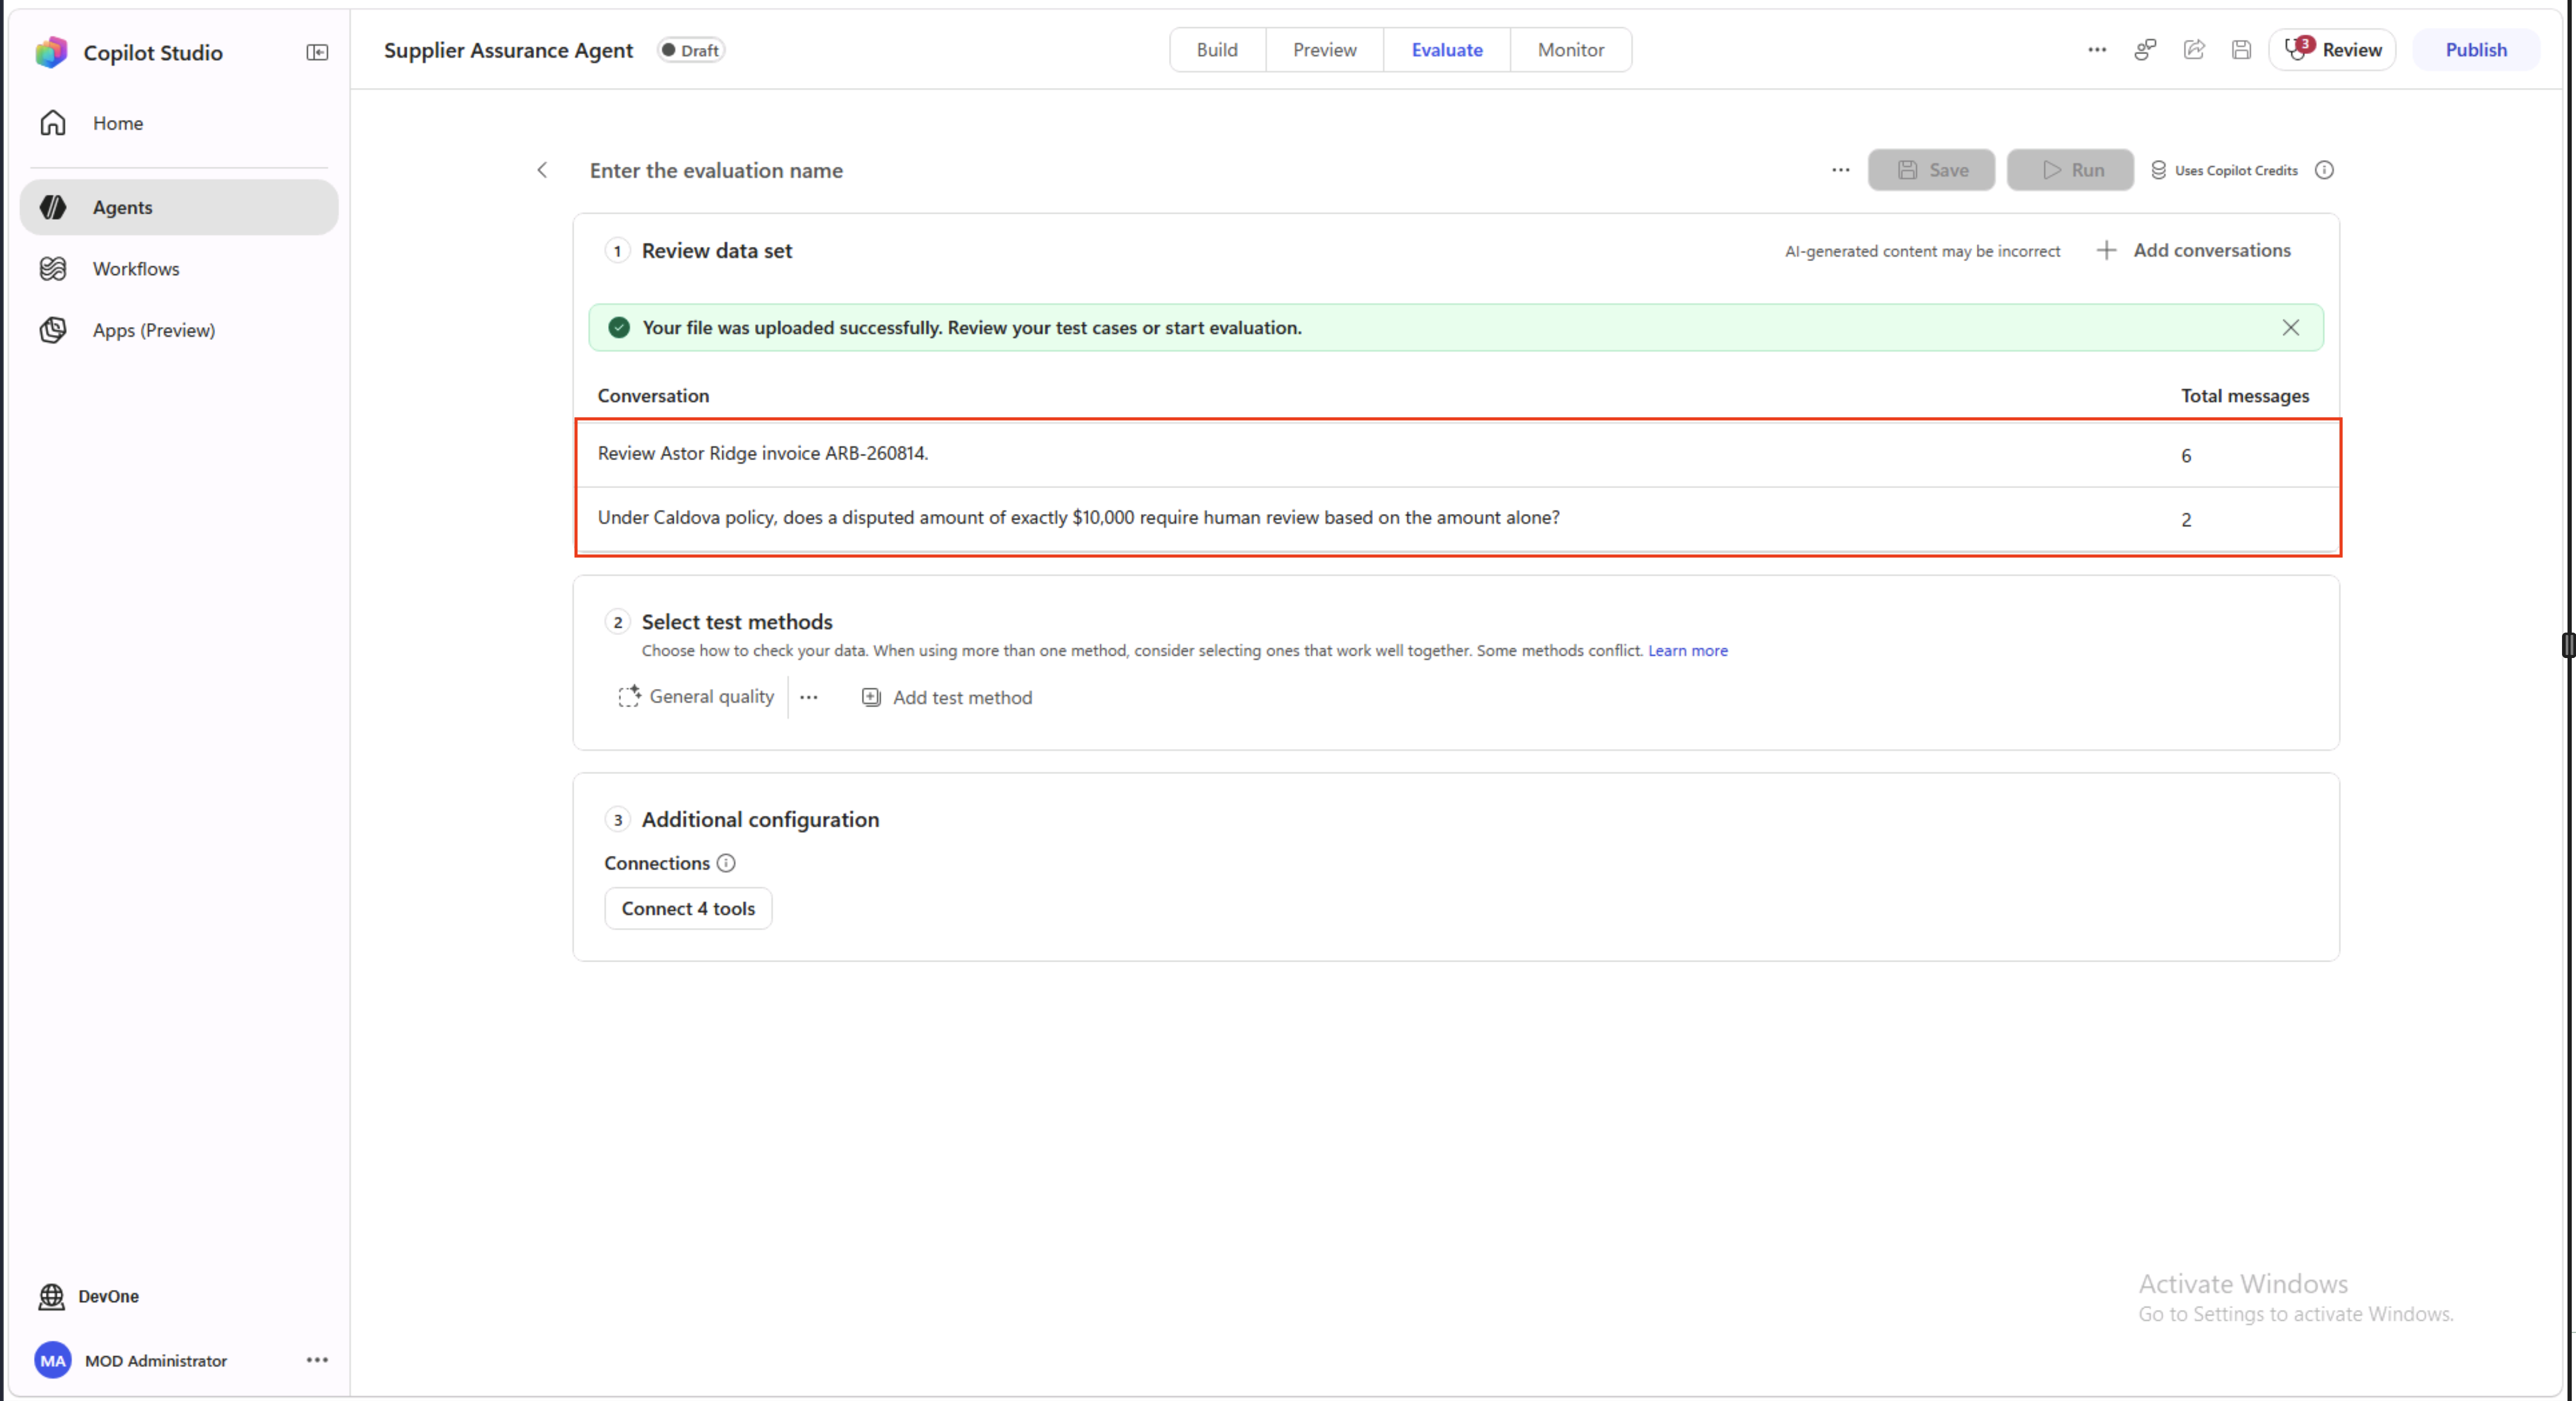 Copilot Studio
Home
Agents
Workflows
Apps (Preview)
DevOne
MA MOD Administrator
Supplier Assurance Agent Draft
Build Preview Evaluate Monitor
3 Review Publish
Enter the evaluation name
Save Run Uses Copilot Credits
1 Review data set
AI-generated content may be incorrect Add conversations
Your file was uploaded successfully. Review your test cases or start evaluation.
Conversation Total messages
Review Astor Ridge invoice ARB-260814. 6
Under Caldova policy, does a disputed amount of exactly $10,000 require human review based on the amount alone? 2
2 Select test methods
Choose how to check your data. When using more than one method, consider selecting ones that work well together. Some methods conflict. Learn more
General quality Add test method
3 Additional configuration
Connections
Connect 4 tools
Activate Windows
Go to Settings to activate Windows.